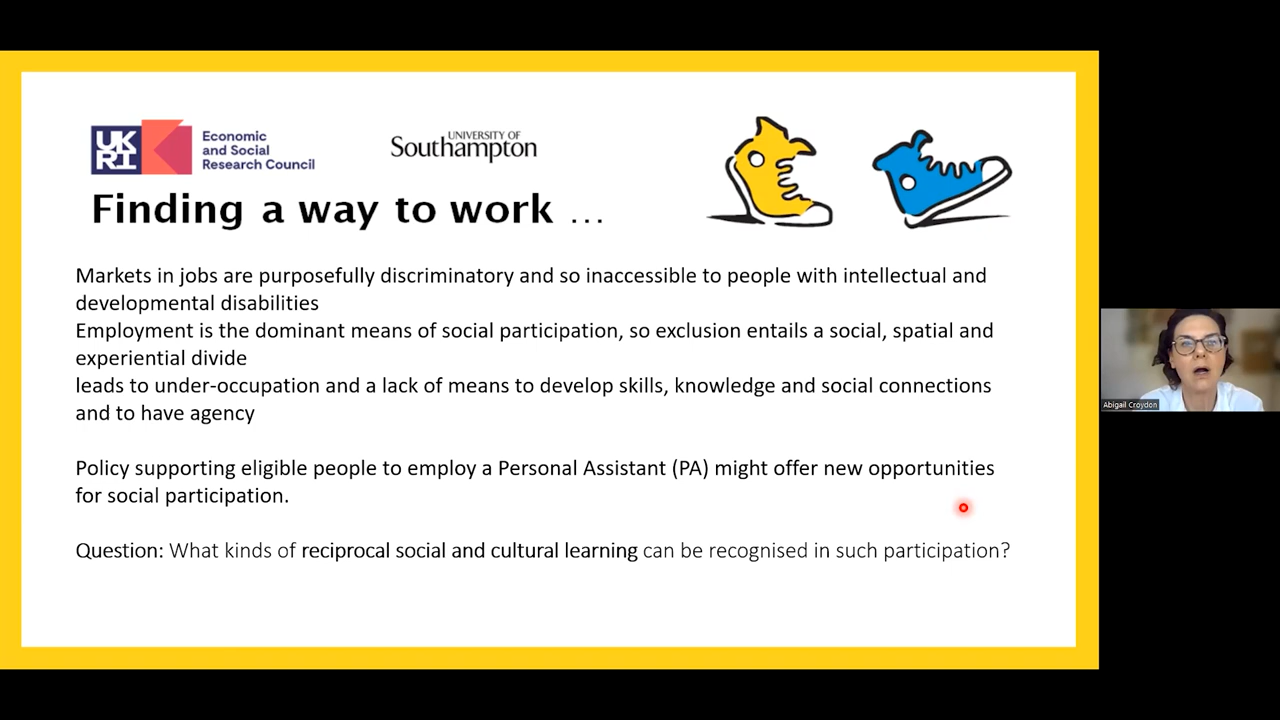 UK
RI
Economic
and Social
Research Council
UNIVERSITY OF
Southampton
Finding a way to work ...
Markets in jobs are purposefully discriminatory and so inaccessible to people with intellectual and
developmental disabilities
Employment is the dominant means of social participation, so exclusion entails a social, spatial and
experiential divide
leads to under-occupation and a lack of means to develop skills, knowledge and social connections
and to have agency
Policy supporting eligible people to employ a Personal Assistant (PA) might offer new opportunities
for social participation.
Question: What kinds of reciprocal social and cultural learning can be recognised in such participation?
Abigail Croydon